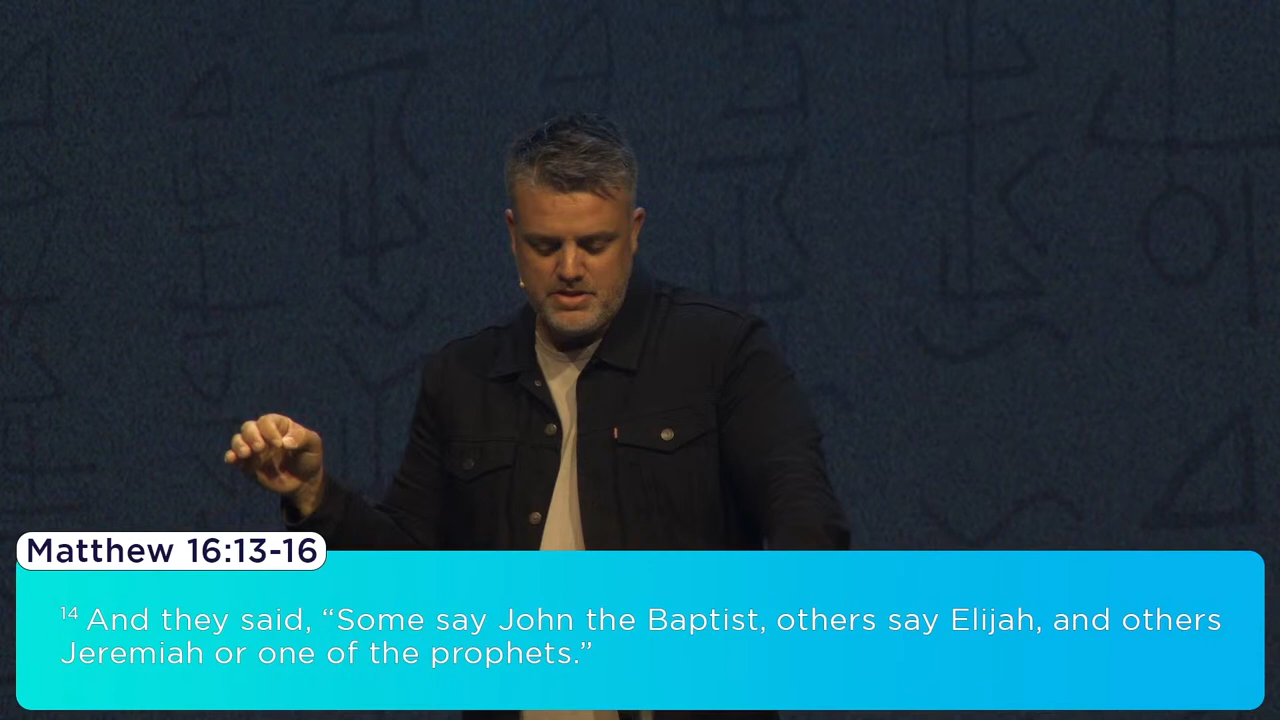 Matthew 16:13-16
14 And they said, “Some say John the Baptist, others say Elijah, and others
Jeremiah or one of the prophets.”